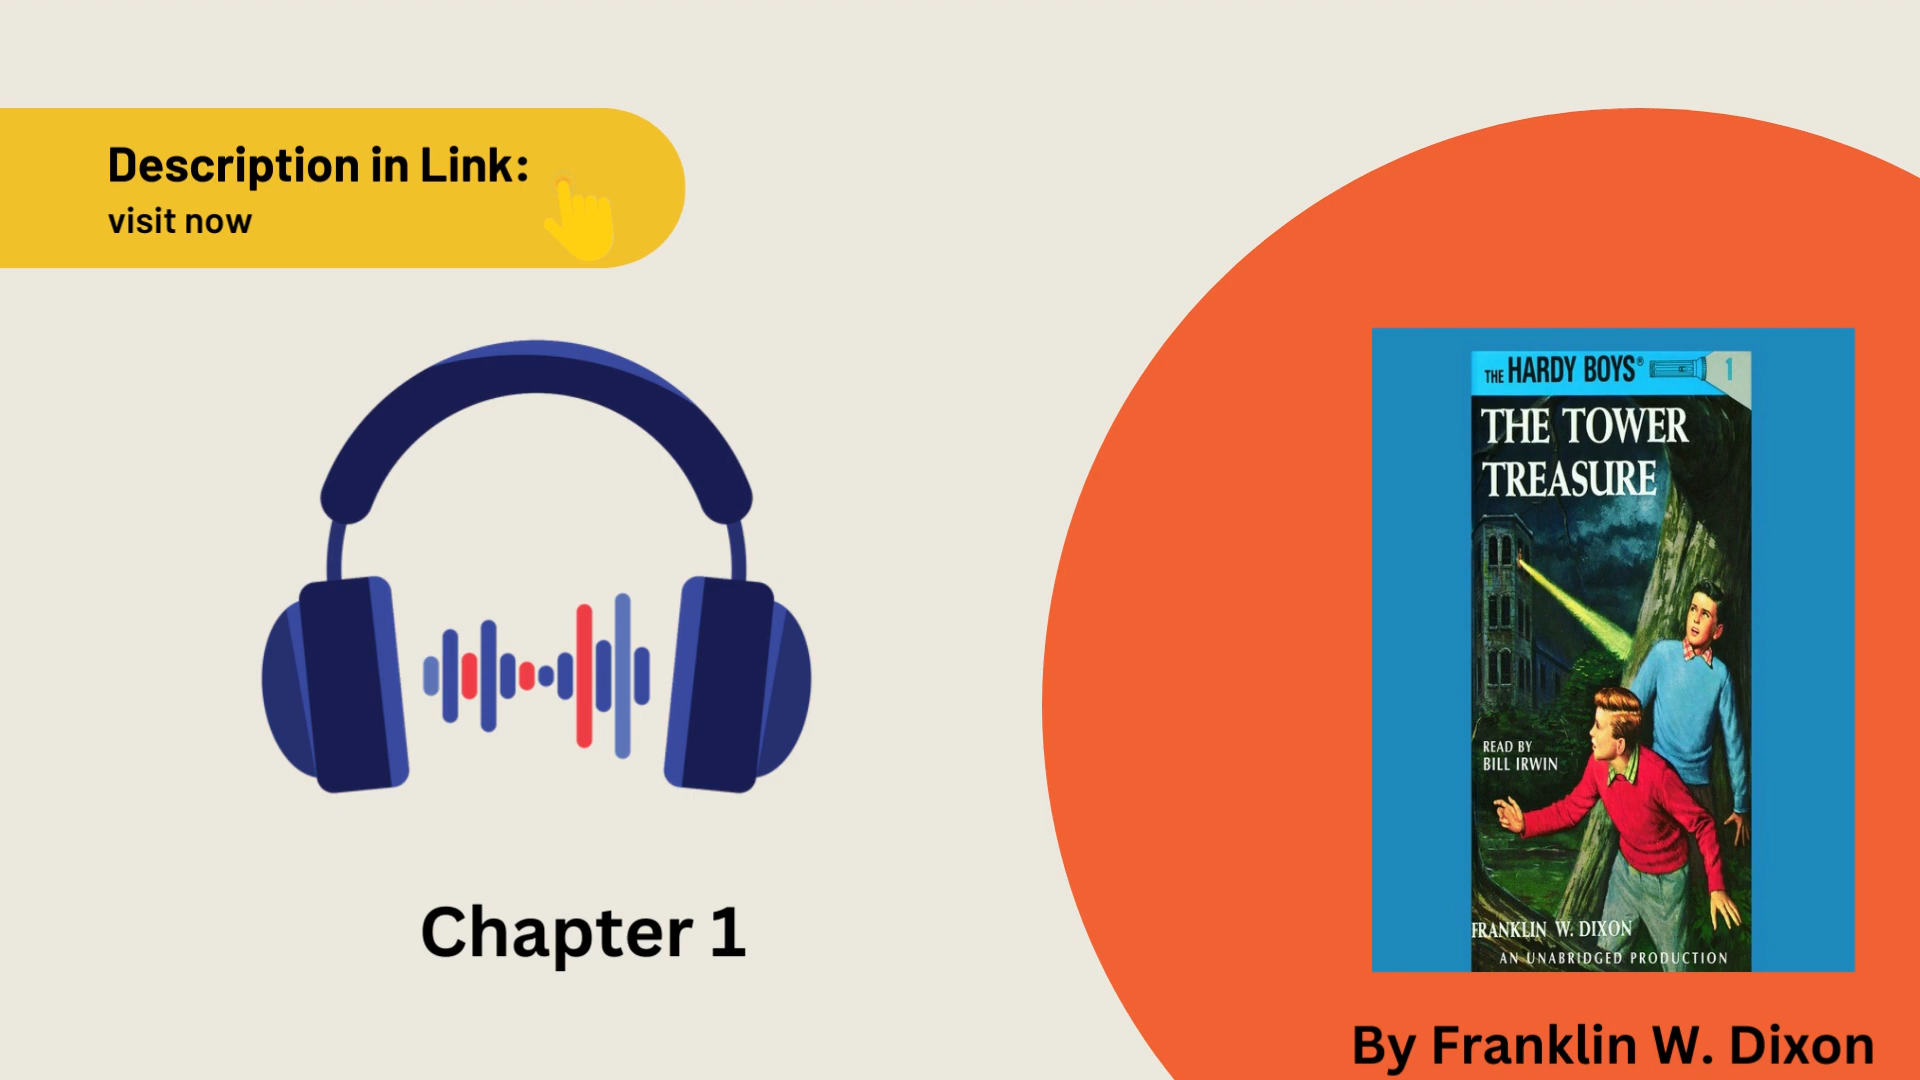 Description in Link:
visit now
THE HARDY BOYS® 1
THE TOWER
TREASURE
READ BY
BILL IRWIN
FRANKLIN W. DIXON
AN UNABRIDGED PRODUCTION
Chapter 1
By Franklin W. Dixon